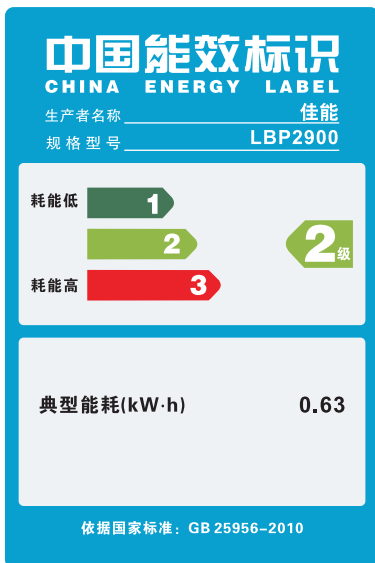 中国能效标识
CHINA ENERGY LABEL
生产者名称 佳能
规格型号 LBP2900
耗能低 1
2 2级
耗能高 3
典型能耗(kW·h) 0.63
依据国家标准：GB 25956-2010